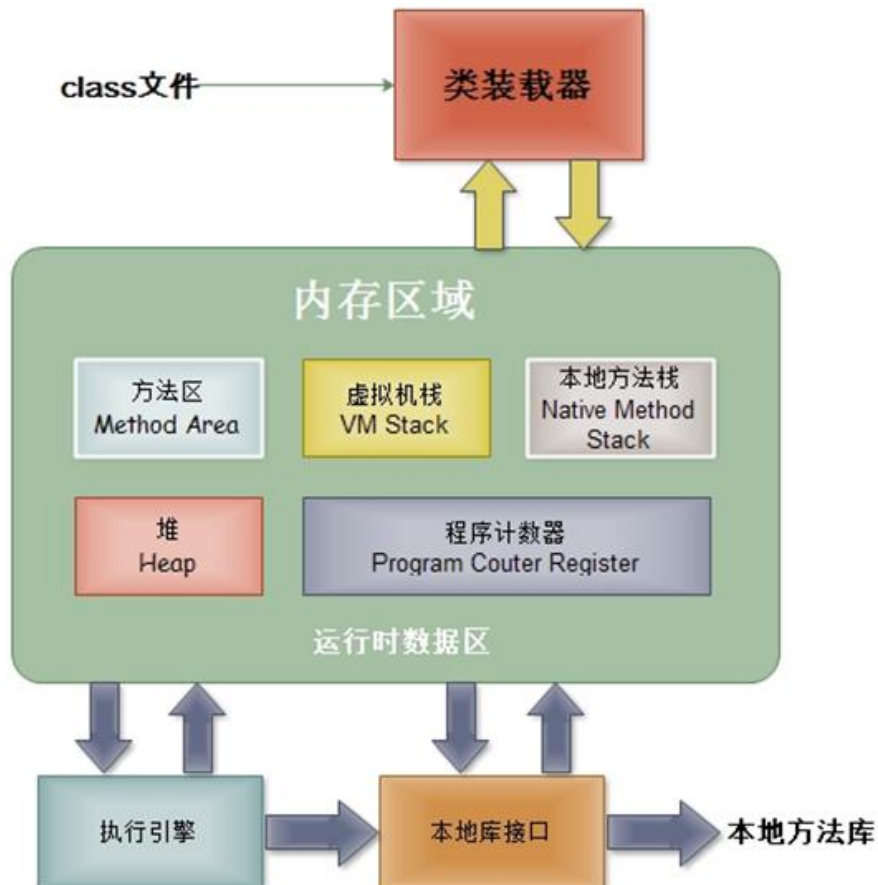 类装载器
class文件
内存区域
方法区
Method Area
虚拟机栈
VM Stack
本地方法栈
Native Method
Stack
堆
Heap
程序计数器
Program Couter Register
运行时数据区
执行引擎
本地库接口
本地方法库